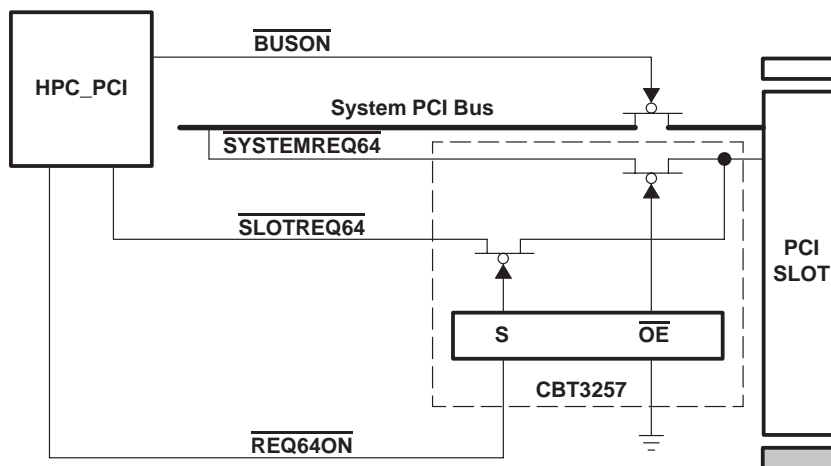 BUSON
HPC_PCI
System PCI Bus
SYSTEMREQ64
SLOTREQ64
PCI
SLOT
S
OE
CBT3257
REQ64ON